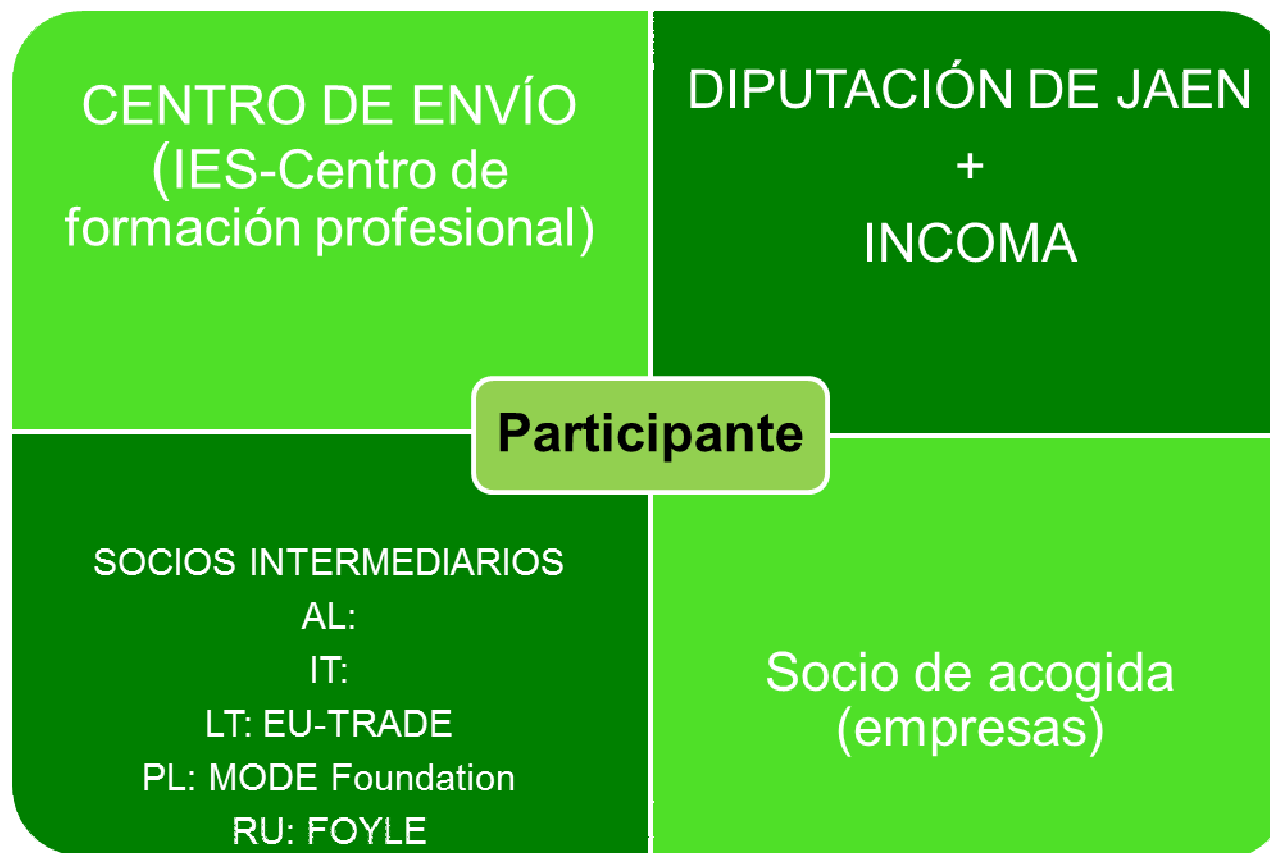 CENTRO DE ENVÍO
(IES-Centro de
formación profesional)
DIPUTACIÓN DE JAEN
+
INCOMA
Participante
SOCIOS INTERMEDIARIOS
AL:
IT:
LT: EU-TRADE
PL: MODE Foundation
RU: FOYLE
Socio de acogida
(empresas)